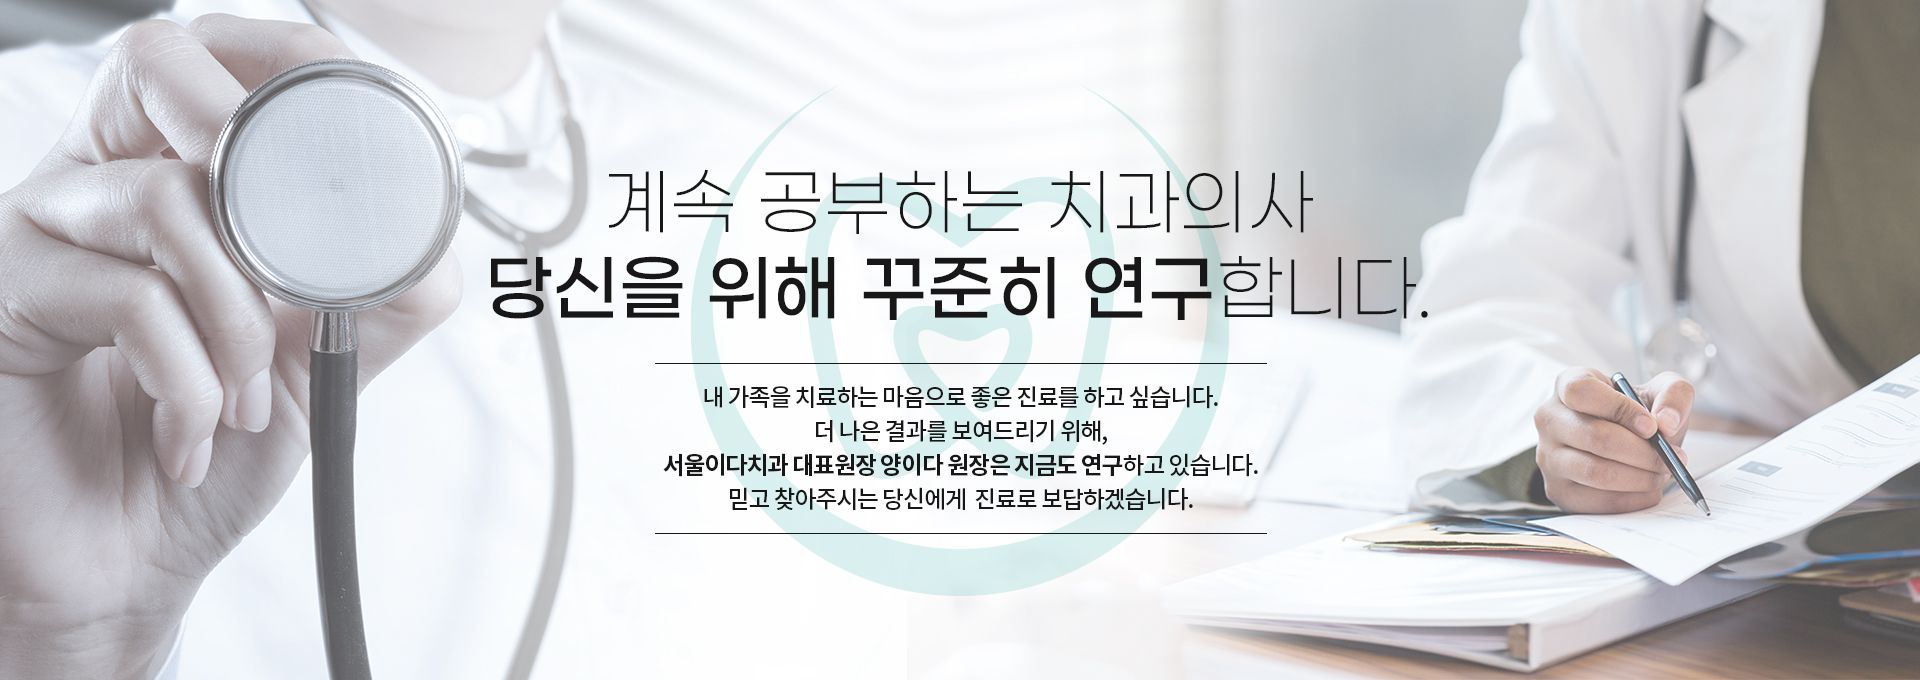 계속 공부하는 치과의사
당신을 위해 꾸준히 연구합니다.
내 가족을 치료하는 마음으로 좋은 진료를 하고 싶습니다.
더 나은 결과를 보여드리기 위해,
서울이다치과 대표원장 양이다 원장은 지금도 연구하고 있습니다.
믿고 찾아주시는 당신에게 진료로 보답하겠습니다.